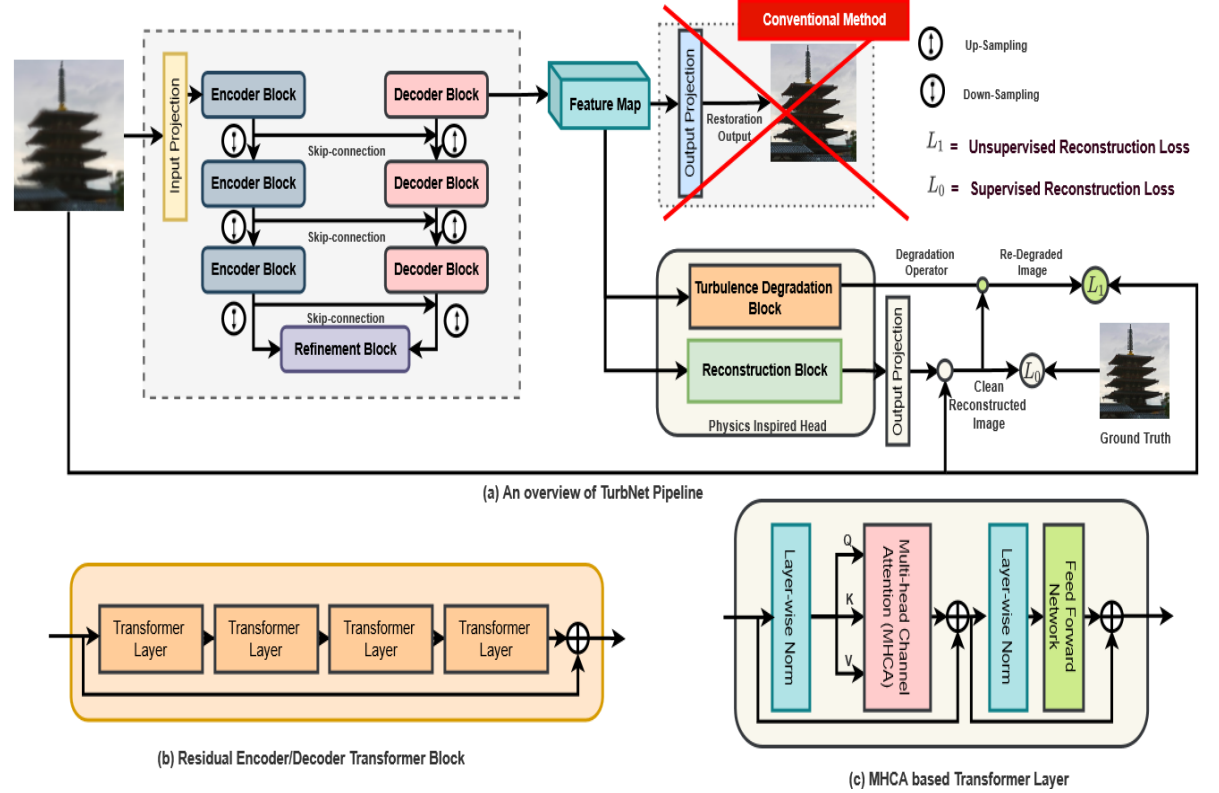 Conventional Method
Input Projection
Encoder Block
Decoder Block
Skip-connection
Encoder Block
Decoder Block
Skip-connection
Encoder Block
Decoder Block
Skip-connection
Refinement Block
Feature Map
Output Projection
Restoration
Output
Up-Sampling
Down-Sampling
L1 = Unsupervised Reconstruction Loss
L0 = Supervised Reconstruction Loss
Turbulence Degradation
Block
Reconstruction Block
Physics Inspired Head
Output Projection
Degradation
Operator
Re-Degraded
Image
L1
L0
Clean
Reconstructed
Image
Ground Truth
(a) An overview of TurbNet Pipeline
Transformer
Layer
Transformer
Layer
Transformer
Layer
Transformer
Layer
(b) Residual Encoder/Decoder Transformer Block
Layer-wise Norm
Q
K
V
Multi-head Channel
Attention (MHCA)
Layer-wise Norm
Feed Forward
Network
(c) MHCA based Transformer Layer